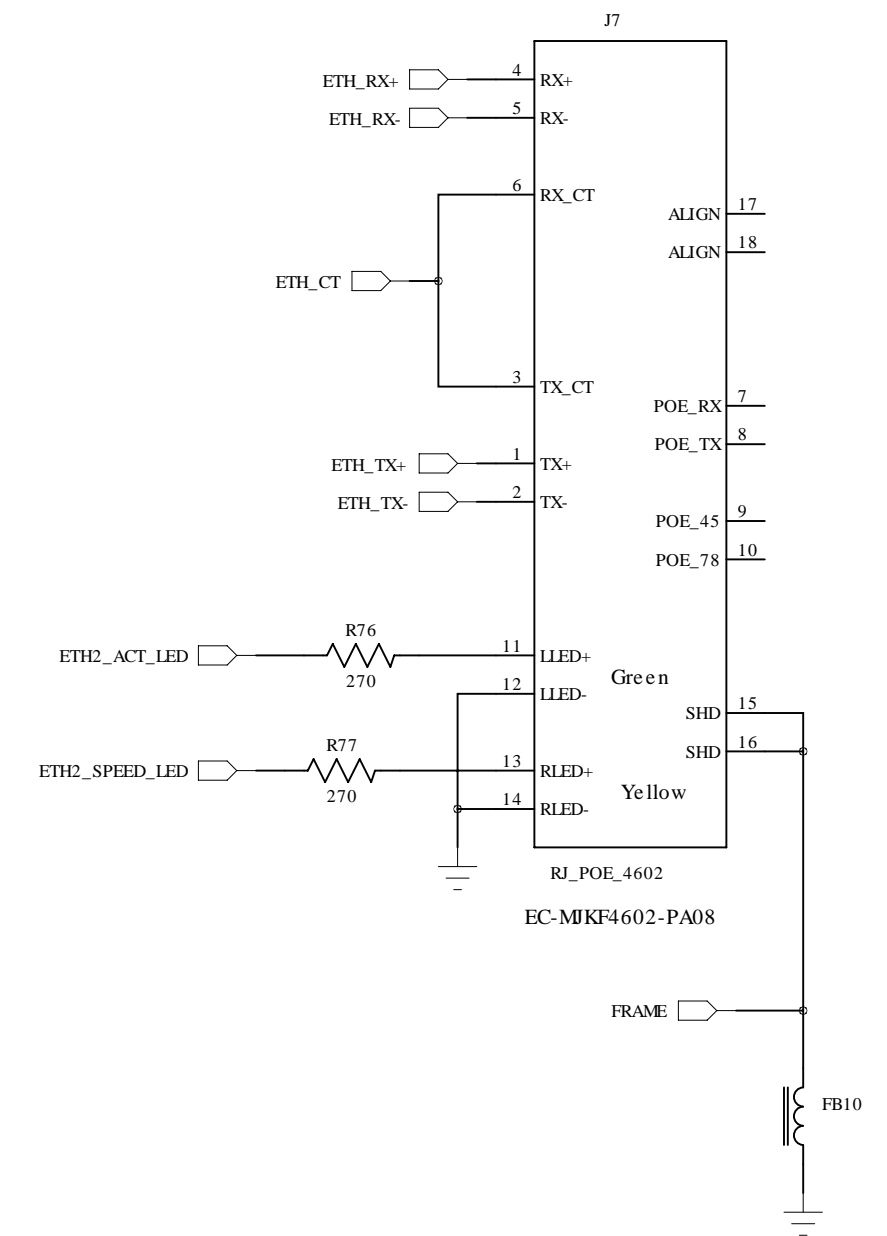 J7
ETH_RX+ 4 RX+
ETH_RX- 5 RX-
6 RX_CT
ALIGN 17
ALIGN 18
ETH_CT
3 TX_CT
POE_RX 7
POE_TX 8
ETH_TX+ 1 TX+
ETH_TX- 2 TX-
POE_45 9
POE_78 10
R76
ETH2_ACT_LED 11 LLED+
270
12 LLED-
Green
SHD 15
SHD 16
R77
ETH2_SPEED_LED 13 RLED+
270
Yellow
14 RLED-
RJ_POE_4602
EC-MJKF4602-PA08
FRAME
FB10